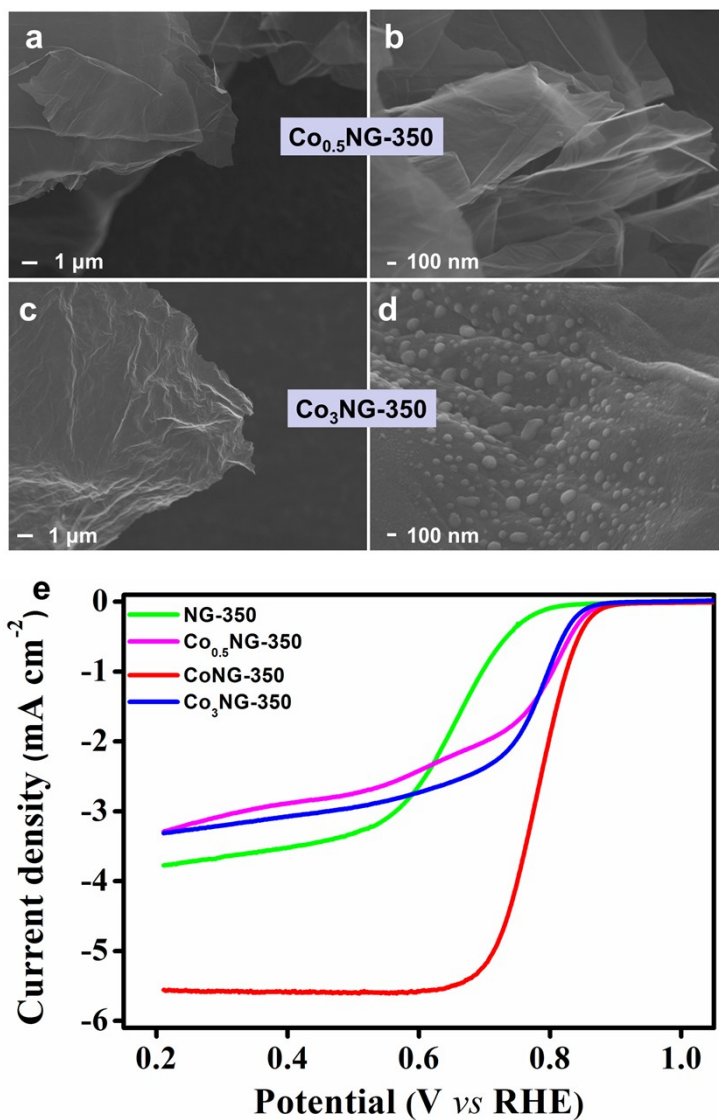 a
b
Co₀.₅NG-350
1 µm
100 nm
c
d
Co₃NG-350
1 µm
100 nm
e
NG-350
Co₀.₅NG-350
CoNG-350
Co₃NG-350
Current density (mA cm⁻²)
0
-1
-2
-3
-4
-5
-6
0.2 0.4 0.6 0.8 1.0
Potential (V vs RHE)